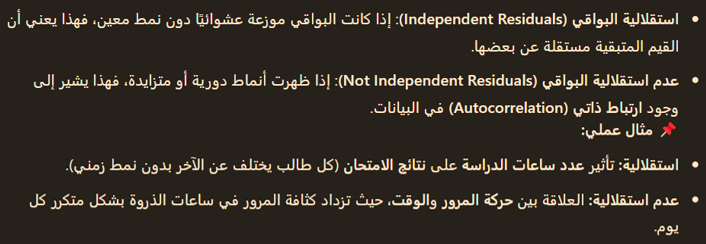 • استقلالية البواقي (Independent Residuals): إذا كانت البواقي موزعة عشوائيًا دون نمط معين، فهذا يعني أن
القيم المتبقية مستقلة عن بعضها.
• عدم استقلالية البواقي (Not Independent Residuals): إذا ظهرت أنماط دورية أو متزايدة، فهذا يشير إلى
وجود ارتباط ذاتي (Autocorrelation) في البيانات.
📌 مثال عملي:
• استقلالية: تأثير عدد ساعات الدراسة على نتائج الامتحان (كل طالب يختلف عن الآخر بدون نمط زمني).
• عدم استقلالية: العلاقة بين حركة المرور والوقت، حيث تزداد كثافة المرور في ساعات الذروة بشكل متكرر كل
يوم.